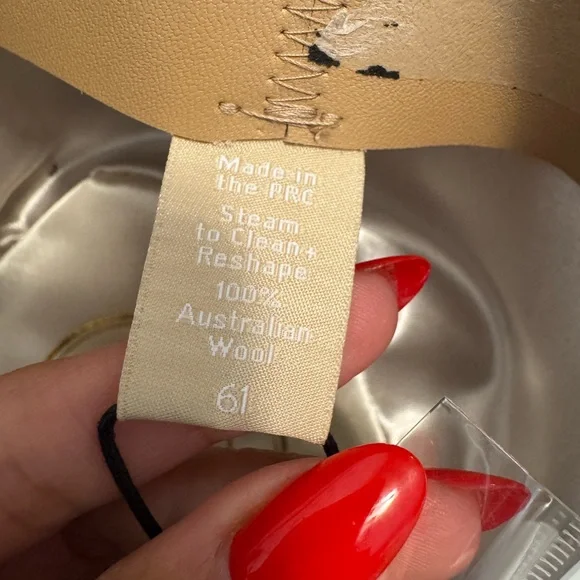 Made in
the PRC
Steam
to Clean+
Reshape
100%
Australian
Wool
61